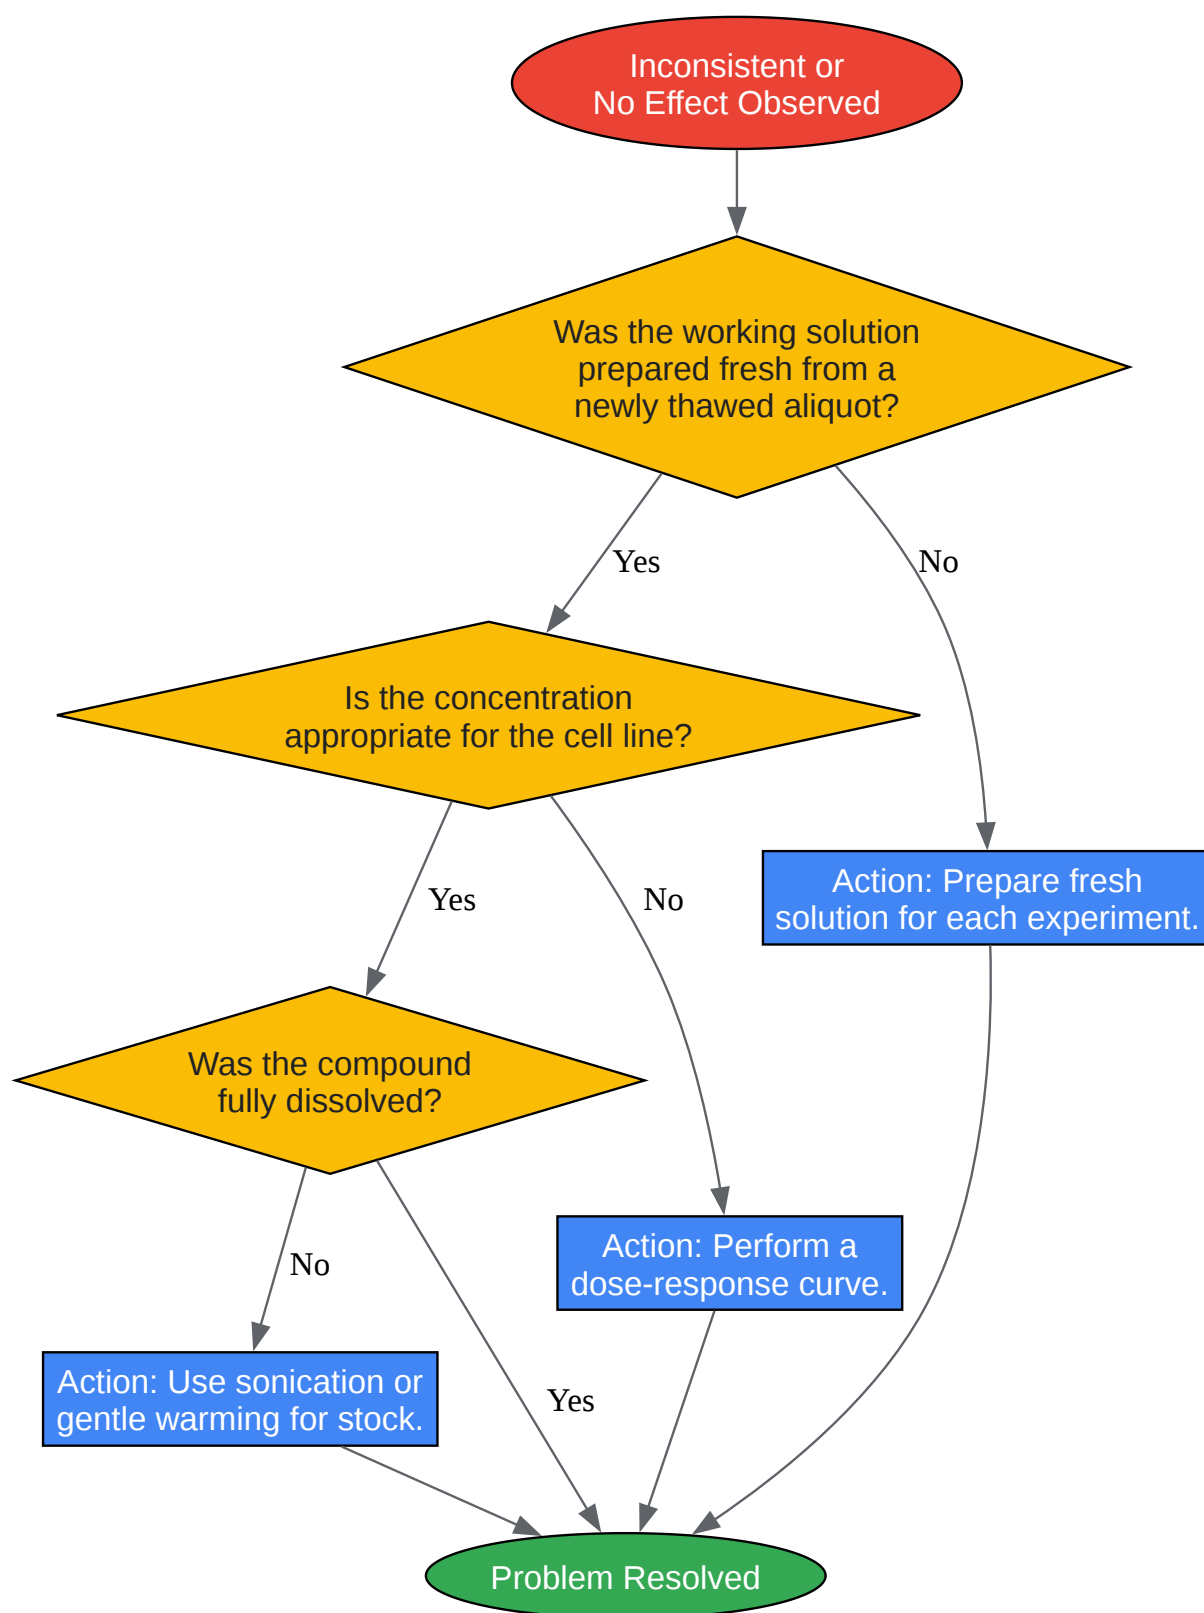 Inconsistent or
No Effect Observed
Was the working solution
prepared fresh from a
newly thawed aliquot?
Yes
No
Is the concentration
appropriate for the cell line?
Yes
No
Action: Prepare fresh
solution for each experiment.
Was the compound
fully dissolved?
No
Yes
Action: Perform a
dose-response curve.
Action: Use sonication or
gentle warming for stock.
Problem Resolved